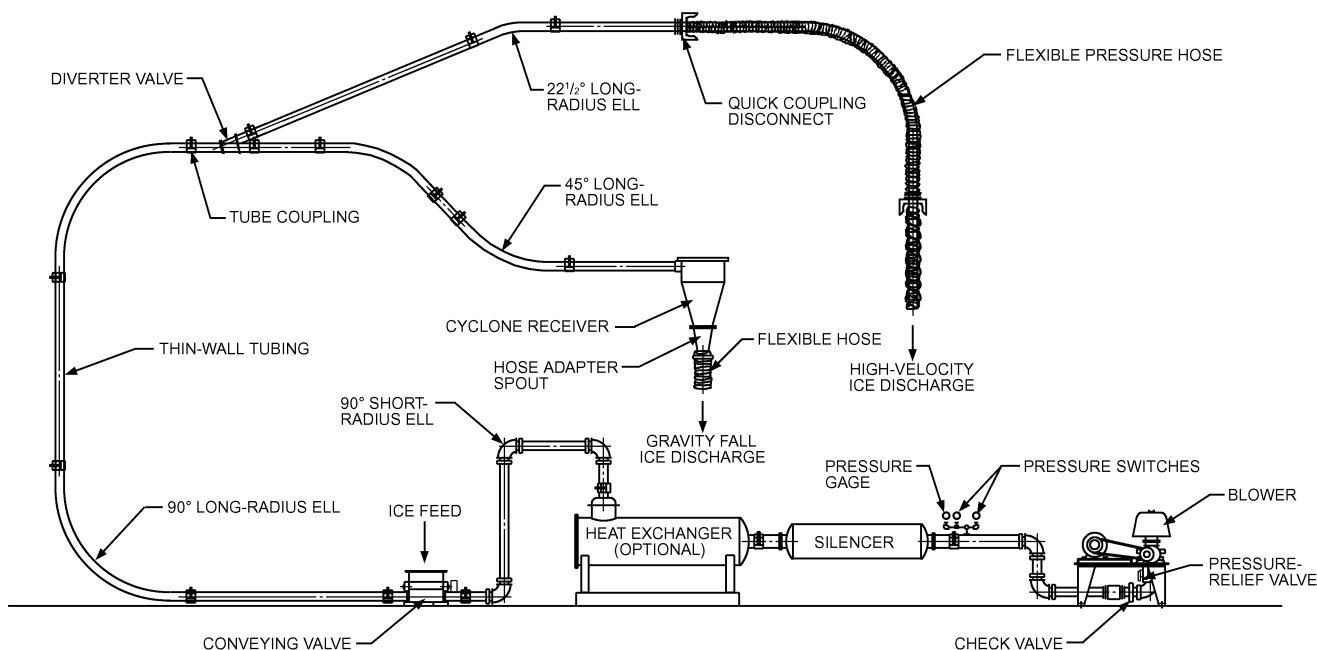 FLEXIBLE PRESSURE HOSE
DIVERTER VALVE
22 1/2° LONG-
RADIUS ELL
QUICK COUPLING
DISCONNECT
45° LONG-
RADIUS ELL
TUBE COUPLING
CYCLONE RECEIVER
THIN-WALL TUBING
FLEXIBLE HOSE
HOSE ADAPTER
SPOUT
HIGH-VELOCITY
ICE DISCHARGE
90° SHORT-
RADIUS ELL
GRAVITY FALL
ICE DISCHARGE
PRESSURE
GAGE
PRESSURE SWITCHES
BLOWER
90° LONG-RADIUS ELL
ICE FEED
HEAT EXCHANGER
(OPTIONAL)
SILENCER
PRESSURE-
RELIEF VALVE
CONVEYING VALVE
CHECK VALVE